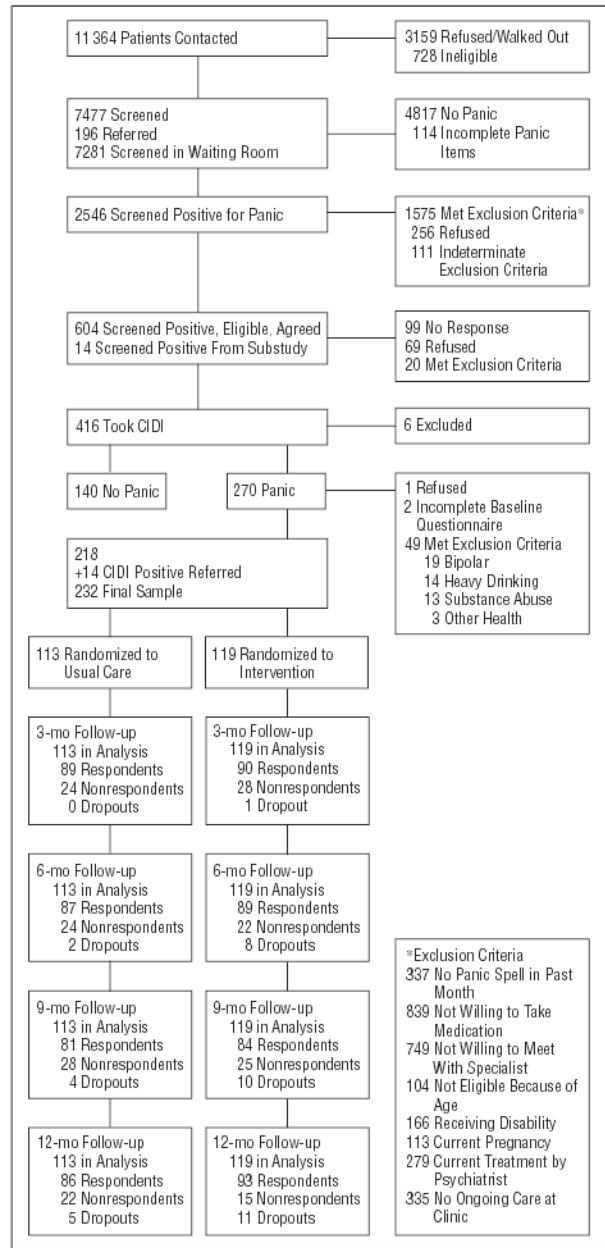 11 364 Patients Contacted
3159 Refused/Walked Out
728 Ineligible
7477 Screened
196 Referred
7281 Screened in Waiting Room
4817 No Panic
114 Incomplete Panic
Items
2546 Screened Positive for Panic
1575 Met Exclusion Criteria*
256 Refused
111 Indeterminate
Exclusion Criteria
604 Screened Positive, Eligible, Agreed
14 Screened Positive From Substudy
99 No Response
69 Refused
20 Met Exclusion Criteria
416 Took CIDI
6 Excluded
140 No Panic
270 Panic
1 Refused
2 Incomplete Baseline
Questionnaire
49 Met Exclusion Criteria
19 Bipolar
14 Heavy Drinking
13 Substance Abuse
3 Other Health
218
+14 CIDI Positive Referred
232 Final Sample
113 Randomized to
Usual Care
119 Randomized to
Intervention
3-mo Follow-up
113 in Analysis
89 Respondents
24 Nonrespondents
0 Dropouts
3-mo Follow-up
119 in Analysis
90 Respondents
28 Nonrespondents
1 Dropout
6-mo Follow-up
113 in Analysis
87 Respondents
24 Nonrespondents
2 Dropouts
6-mo Follow-up
119 in Analysis
89 Respondents
22 Nonrespondents
8 Dropouts
9-mo Follow-up
113 in Analysis
81 Respondents
28 Nonrespondents
4 Dropouts
9-mo Follow-up
119 in Analysis
84 Respondents
25 Nonrespondents
10 Dropouts
12-mo Follow-up
113 in Analysis
86 Respondents
22 Nonrespondents
5 Dropouts
12-mo Follow-up
119 in Analysis
93 Respondents
15 Nonrespondents
11 Dropouts
*Exclusion Criteria
337 No Panic Spell in Past
Month
839 Not Willing to Take
Medication
749 Not Willing to Meet
With Specialist
104 Not Eligible Because of
Age
166 Receiving Disability
113 Current Pregnancy
279 Current Treatment by
Psychiatrist
335 No Ongoing Care at
Clinic